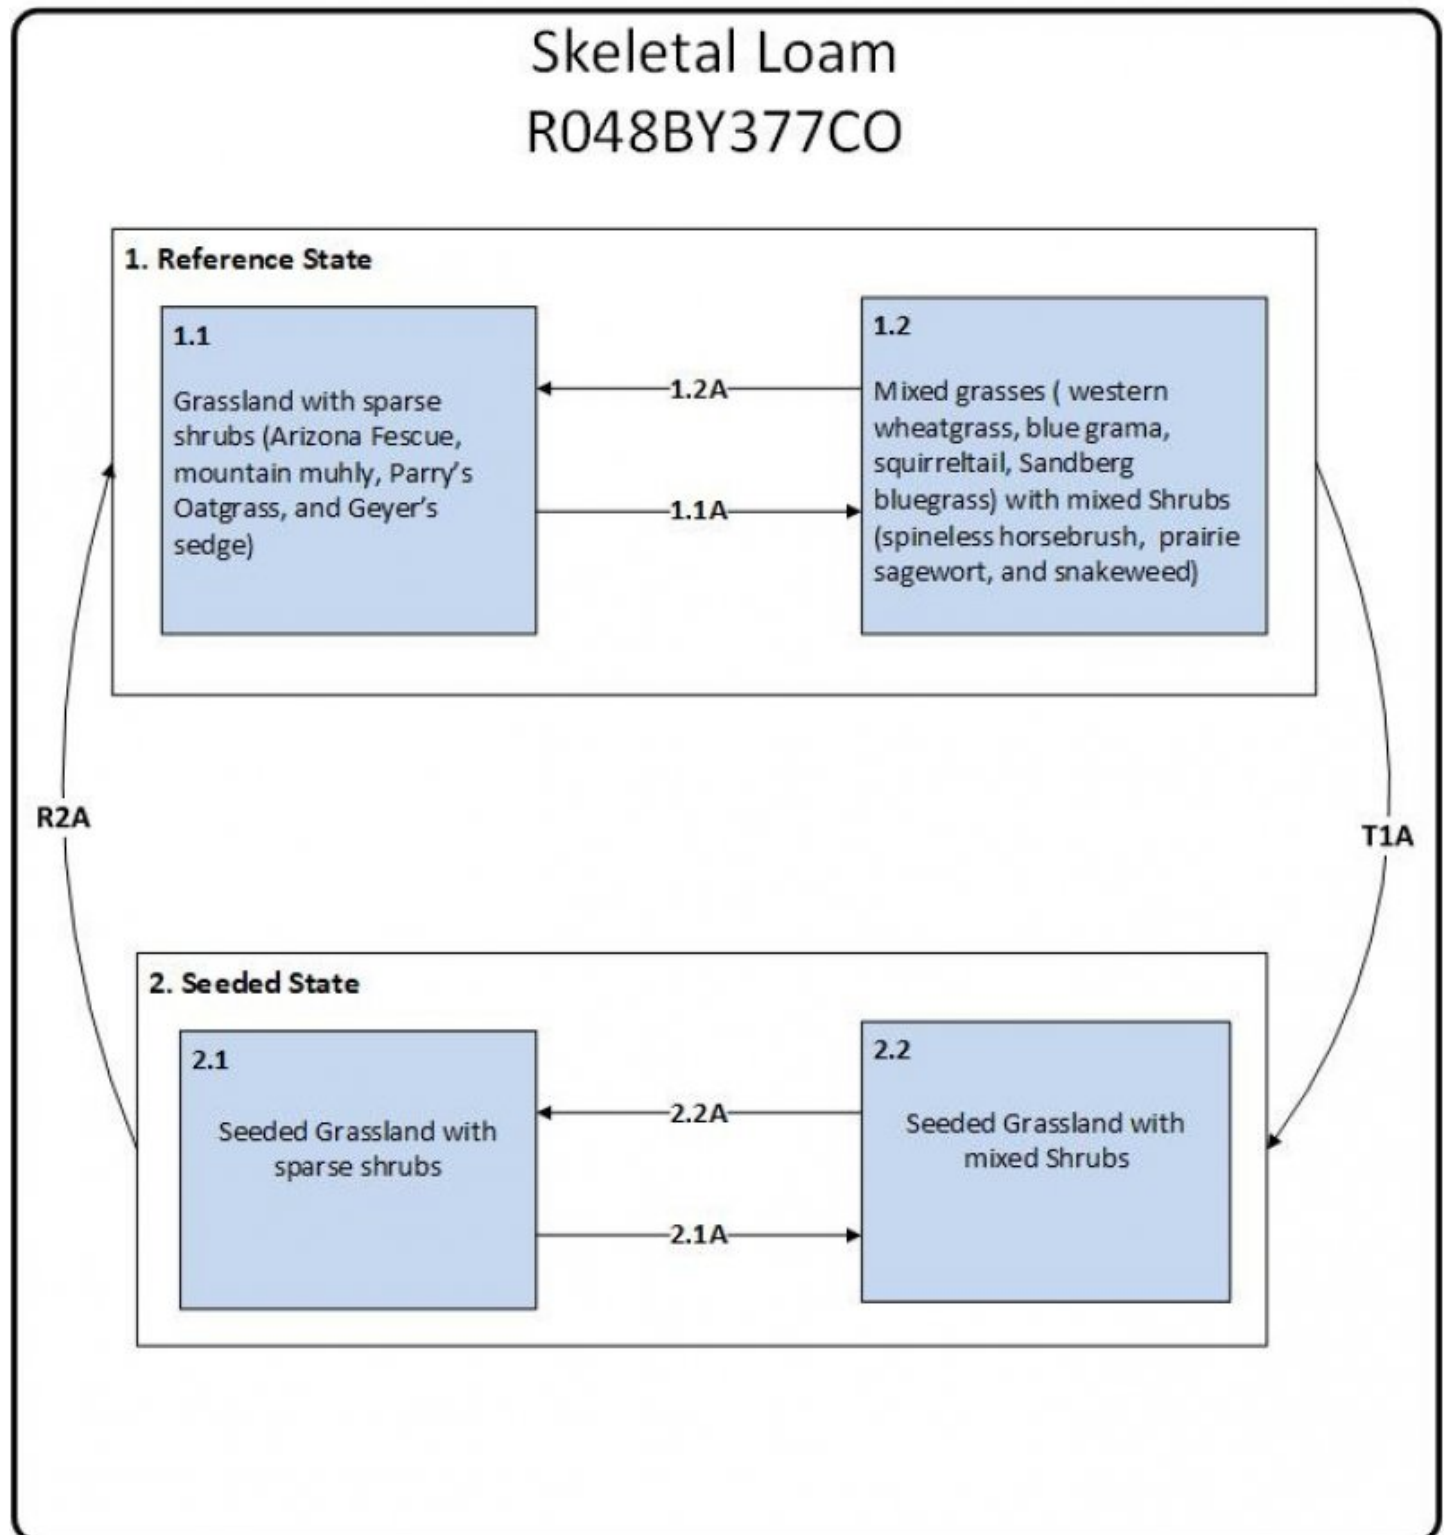 Skeletal Loam
R048BY377CO
1. Reference State
1.1
Grassland with sparse
shrubs (Arizona Fescue,
mountain muhly, Parry's
Oatgrass, and Geyer's
sedge)
1.2A
1.1A
1.2
Mixed grasses ( western
wheatgrass, blue grama,
squirreltail, Sandberg
bluegrass) with mixed Shrubs
(spineless horsebrush, prairie
sagewort, and snakeweed)
R2A
T1A
2. Seeded State
2.1
Seeded Grassland with
sparse shrubs
2.2A
2.1A
2.2
Seeded Grassland with
mixed Shrubs